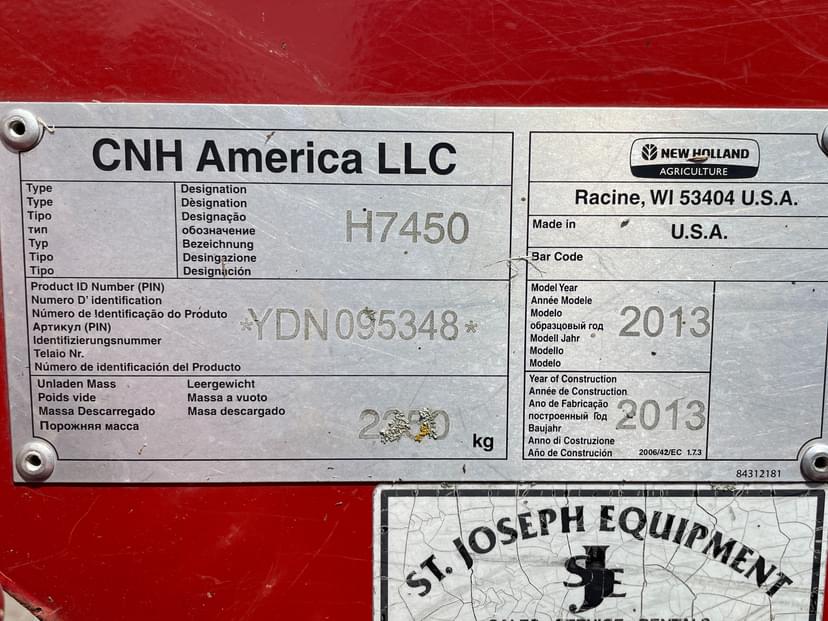 CNH America LLC
Type
Type
Tipo
тип
Typ
Tipo
Tipo
Designation
Dèsignation
Designação
обозначение
Bezeichnung
Desingazione
Designación
H7450
Product ID Number (PIN)
Numero D' identification
Número de Identificação do Produto
Артикул (PIN)
Identifizierungsnummer
Telaio Nr.
Número de identificación del Producto
*YDN095348*
Unladen Mass
Poids vide
Massa Descarregado
Порожняя масса
Leergewicht
Massa a vuoto
Masa descargado
kg
NEW HOLLAND
AGRICULTURE
Racine, WI 53404 U.S.A.
Made in
U.S.A.
Bar Code
Model Year
Année Modele
Modelo
образцовый год
Modell Jahr
Modello
Modelo
2013
Year of Construction
Année de Construction
Ano de Fabricação
построенный Год
Baujahr
Anno di Costruzione
Año de Construción
2013
2006/42/EC 1.7.3
84312181
ST. JOSEPH EQUIPMENT
SJE